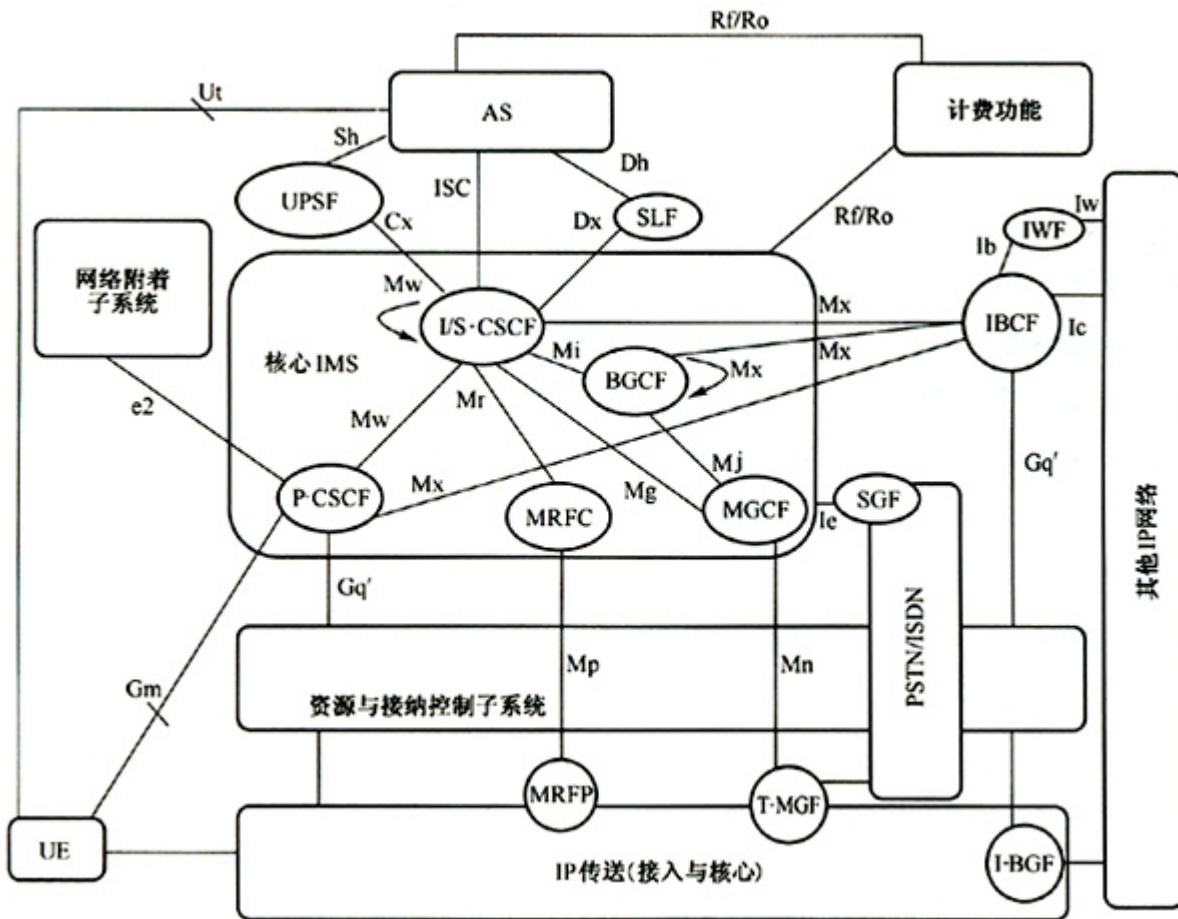 Rf/Ro
Ut
AS
计费功能
Sh
Dh
ISC
UPSF
SLF
Iw
Cx
Dx
Rf/Ro
IWF
Ib
网络附着
子系统
Mw
I/S-CSCF
Mx
IBCF
Ic
Mi
Mx
核心 IMS
BGCF
Mx
e2
Mw
Mr
Mj
Gq′
P-CSCF
Mx
Mg
SGF
MRFC
MGCF
Ie
其他IP网络
Gq′
PSTN/ISDN
Mp
Mn
Gm
资源与接纳控制子系统
MRFP
T-MGF
UE
IP传送(接入与核心)
I-BGF